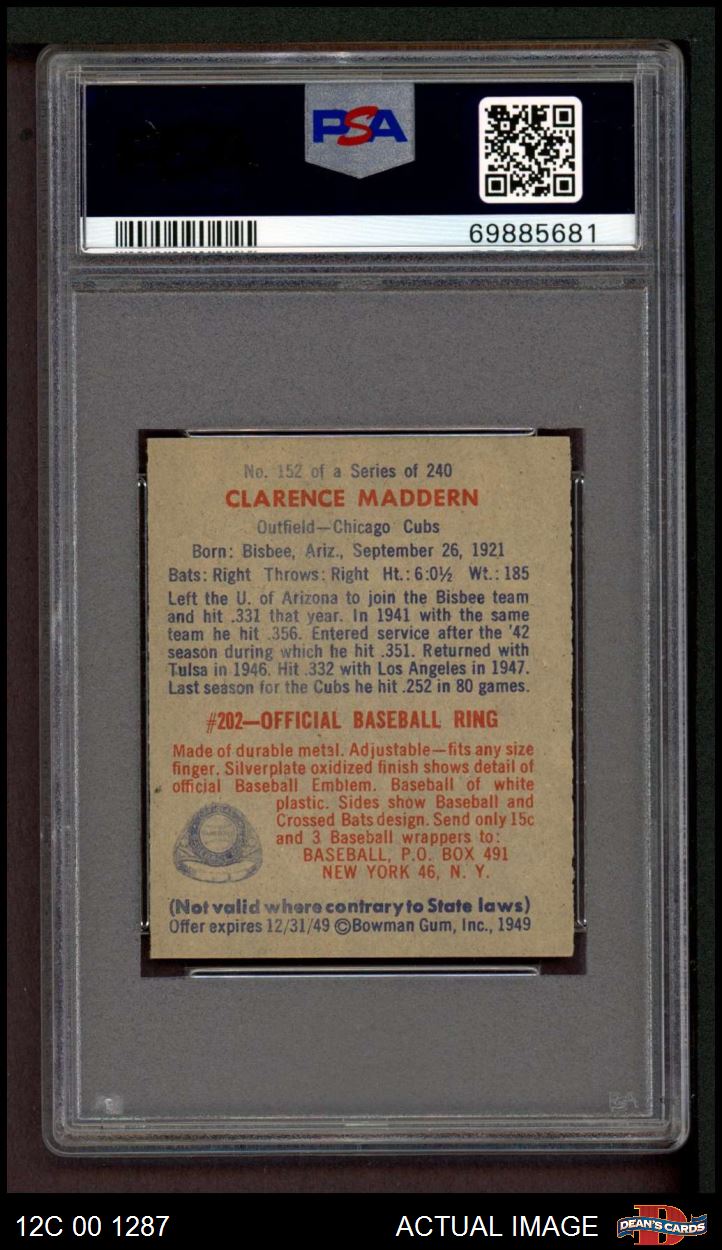 PSA
69885681
No. 152 of a Series of 240
CLARENCE MADDERN
Outfield—Chicago Cubs
Born: Bisbee, Ariz., September 26, 1921
Bats: Right Throws: Right Ht.: 6:0½ Wt.: 185
Left the U. of Arizona to join the Bisbee team
and hit .331 that year. In 1941 with the same
team he hit .356. Entered service after the '42
season during which he hit .351. Returned with
Tulsa in 1946. Hit .332 with Los Angeles in 1947.
Last season for the Cubs he hit .252 in 80 games.
#202—OFFICIAL BASEBALL RING
Made of durable metal. Adjustable—fits any size
finger. Silverplate oxidized finish shows detail of
official Baseball Emblem. Baseball of white
plastic. Sides show Baseball and
Crossed Bats design. Send only 15c
and 3 Baseball wrappers to:
BASEBALL, P.O. BOX 491
NEW YORK 46, N. Y.
(Not valid where contrary to State laws)
Offer expires 12/31/49 ©Bowman Gum, Inc., 1949
PSA
12C 00 1287
ACTUAL IMAGE
DEAN'S CARDS